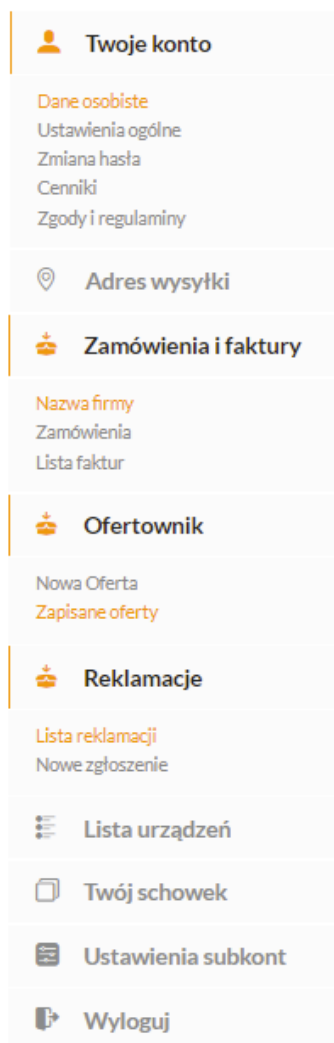 Twoje konto
Dane osobiste
Ustawienia ogólne
Zmiana hasła
Cenniki
Zgody i regulaminy
Adres wysyłki
Zamówienia i faktury
Nazwa firmy
Zamówienia
Lista faktur
Ofertownik
Nowa Oferta
Zapisane oferty
Reklamacje
Lista reklamacji
Nowe zgłoszenie
Lista urządzeń
Twój schowek
Ustawienia subkont
Wyloguj